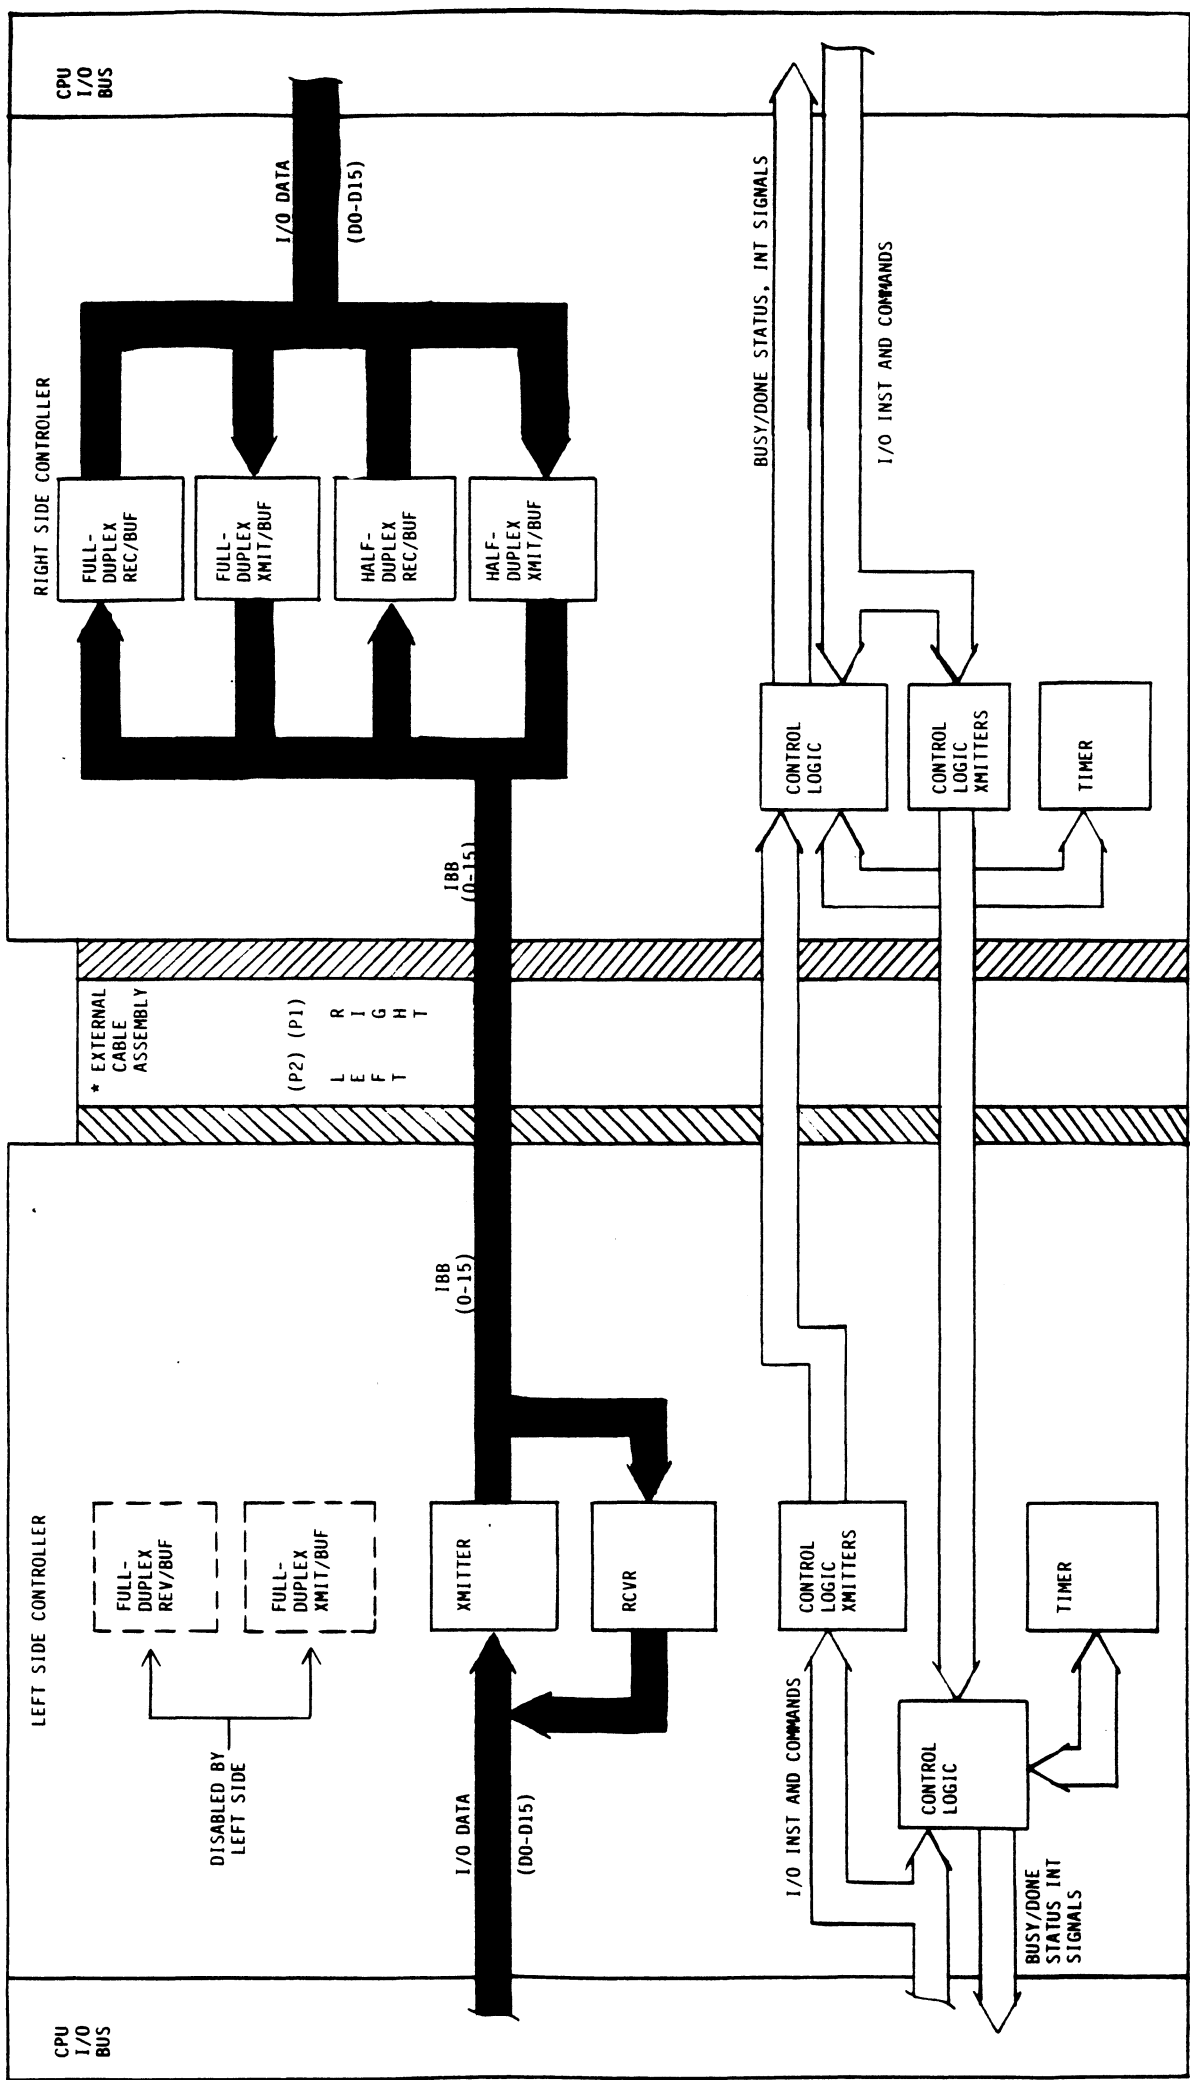 CPU
I/O
BUS
LEFT SIDE CONTROLLER
FULL-
DUPLEX
REV/BUF
FULL-
DUPLEX
XMIT/BUF
DISABLED BY
LEFT SIDE
I/O DATA
(DO-D15)
XMITTER
RCVR
IBB
(0-15)
I/O INST AND COMMANDS
CONTROL
LOGIC
XMITTERS
CONTROL
LOGIC
TIMER
BUSY/DONE
STATUS INT
SIGNALS
* EXTERNAL
CABLE
ASSEMBLY
(P2) (P1)
L R
E I
F G
T H
T
RIGHT SIDE CONTROLLER
FULL-
DUPLEX
REC/BUF
FULL-
DUPLEX
XMIT/BUF
HALF-
DUPLEX
REC/BUF
HALF-
DUPLEX
XMIT/BUF
IBB
(0-15)
I/O DATA
(DO-D15)
CONTROL
LOGIC
CONTROL
LOGIC
XMITTERS
TIMER
BUSY/DONE STATUS, INT SIGNALS
I/O INST AND COMMANDS
CPU
I/O
BUS